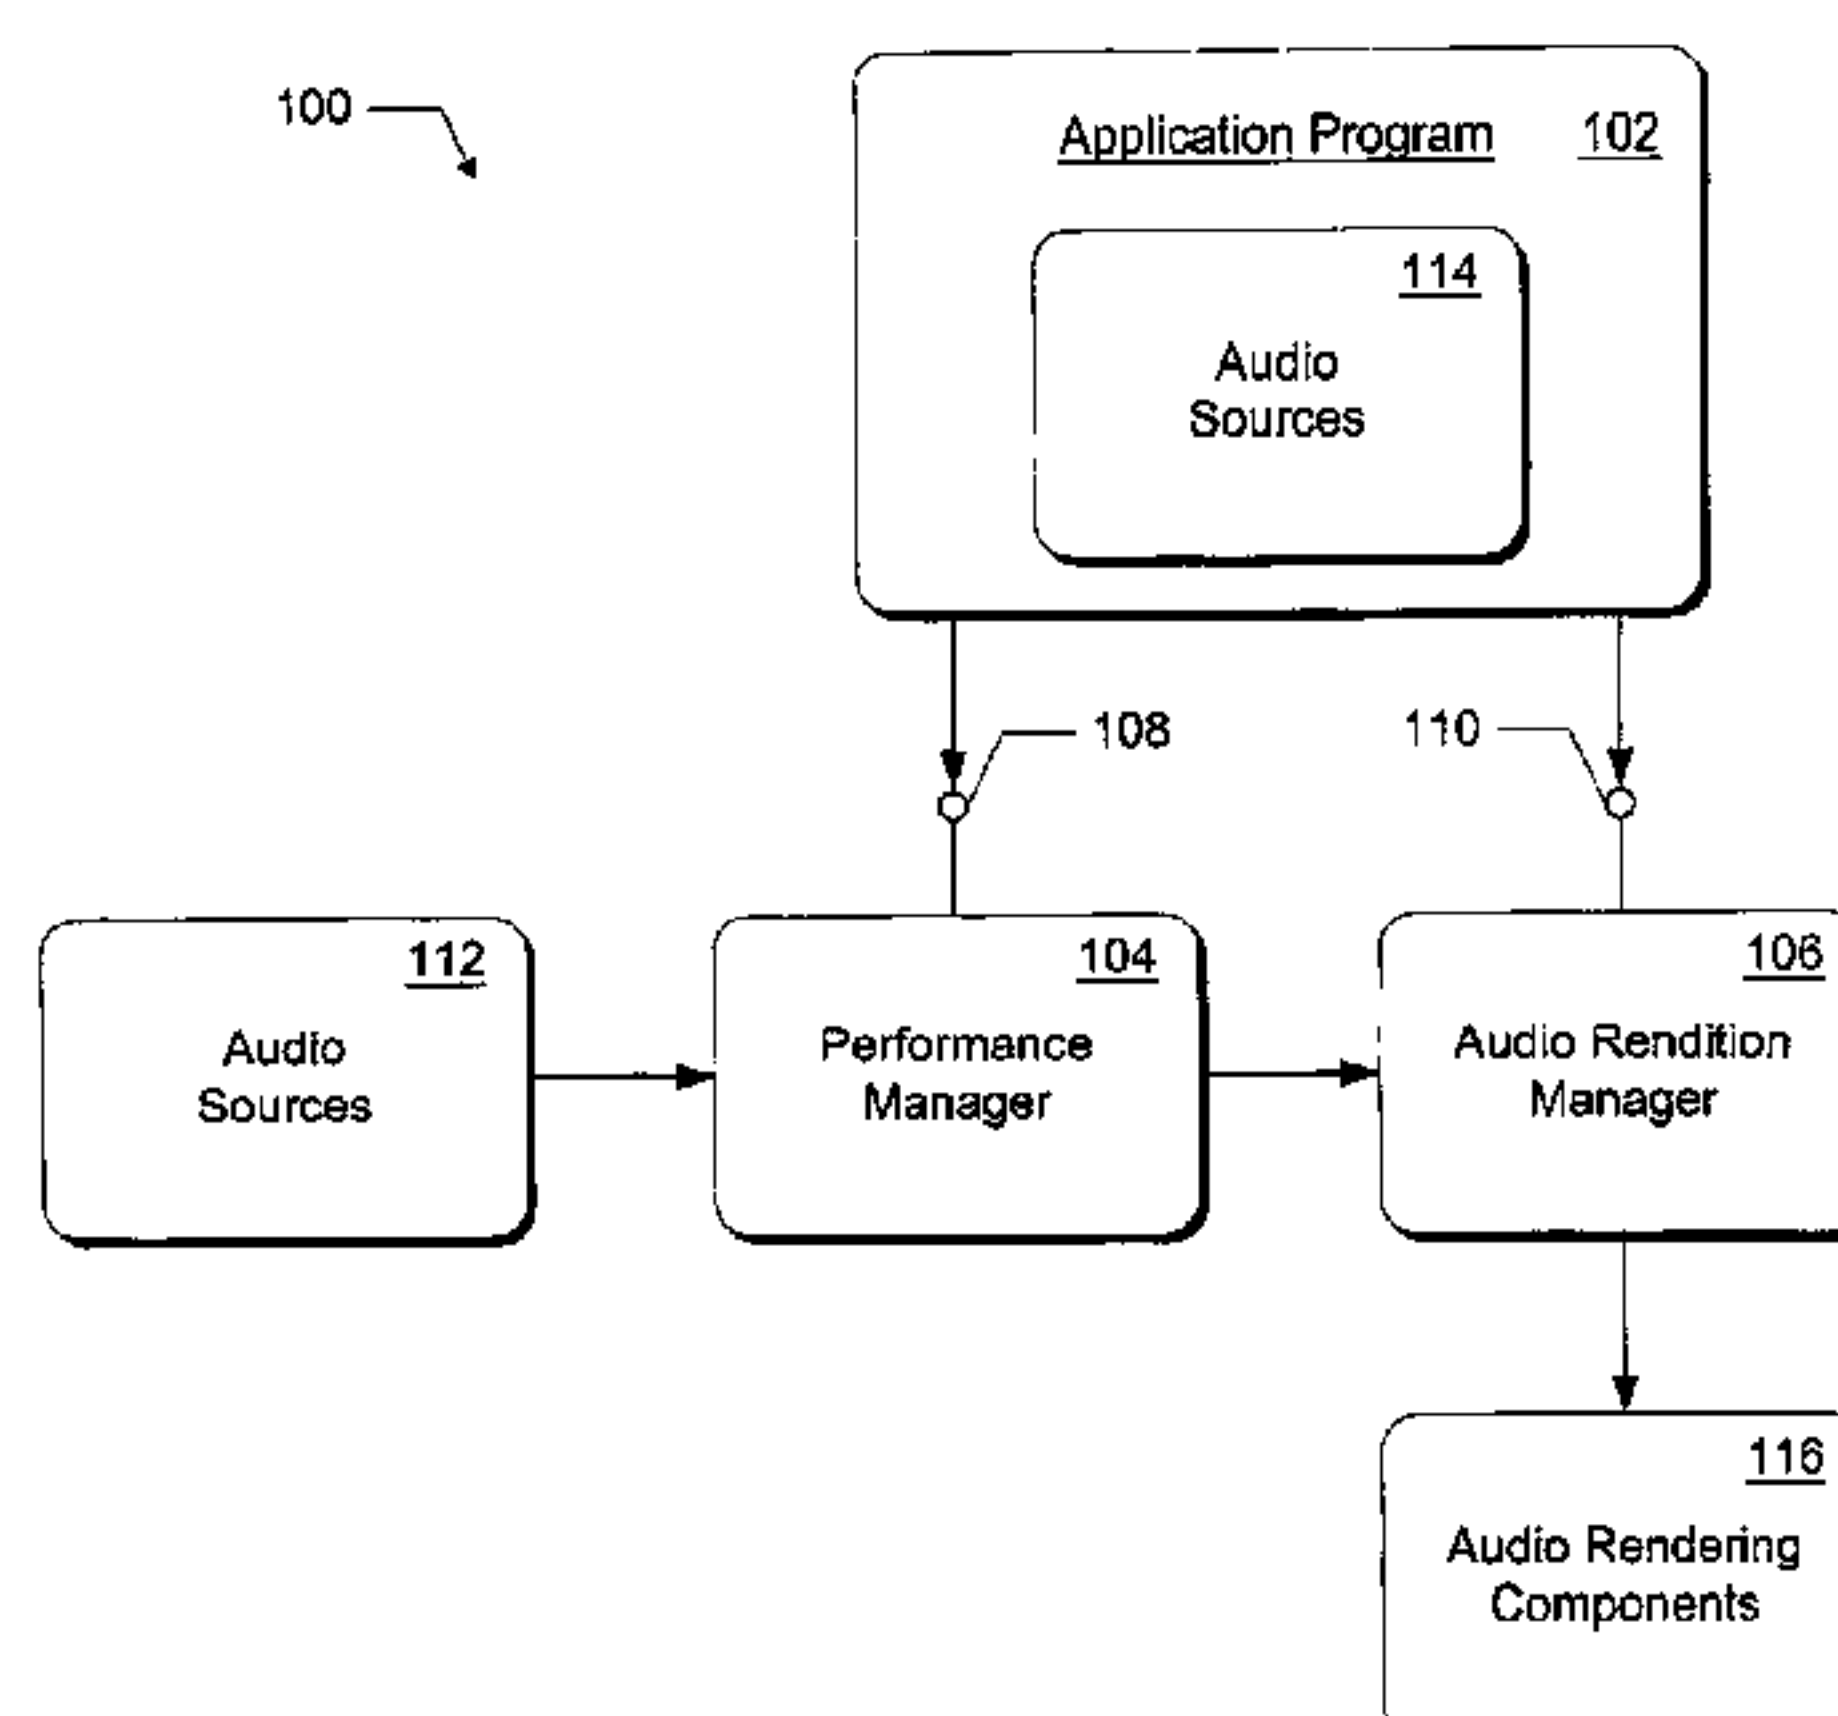 100
Application Program 102
114
Audio
Sources
108
110
112
Audio
Sources
104
Performance
Manager
106
Audio Rendition
Manager
116
Audio Rendering
Components